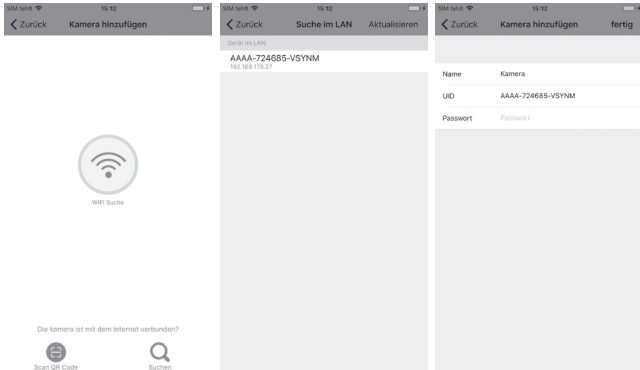 SIM fehlt 15:12
Zurück Kamera hinzufügen
WIFI Suche
Die kamera ist mit dem Internet verbunden?
Scan QR Code Suchen
SIM fehlt 15:12
Zurück Suche im LAN Aktualisieren
Gerät im LAN:
AAAA-724685-VSYNM
192.168.178.27
SIM fehlt 15:12
Zurück Kamera hinzufügen fertig
Name Kamera
UID AAAA-724685-VSYNM
Passwort Passwort